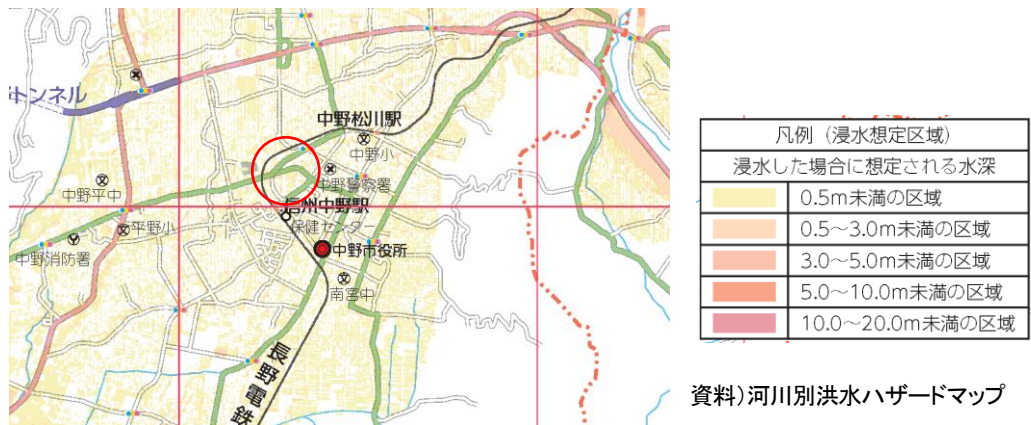 トンネル
中野松川駅
中野小
中野警察署
中野平中
信州中野駅
平野小
保健センター
中野消防署
中野市役所
南宮中
長野電鉄
凡例（浸水想定区域）
浸水した場合に想定される水深
0.5m未満の区域
0.5～3.0m未満の区域
3.0～5.0m未満の区域
5.0～10.0m未満の区域
10.0～20.0m未満の区域
資料）河川別洪水ハザードマップ